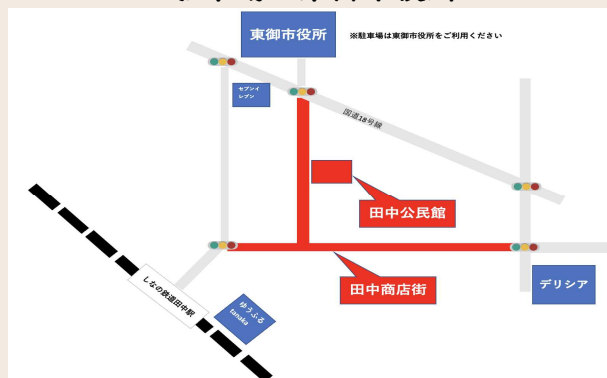 東御市役所
※駐車場は東御市役所をご利用ください
セブンイ
レブン
国道18号線
田中公民館
田中商店街
デリシア
しなの鉄道田中駅
ゆうふる
tanaka